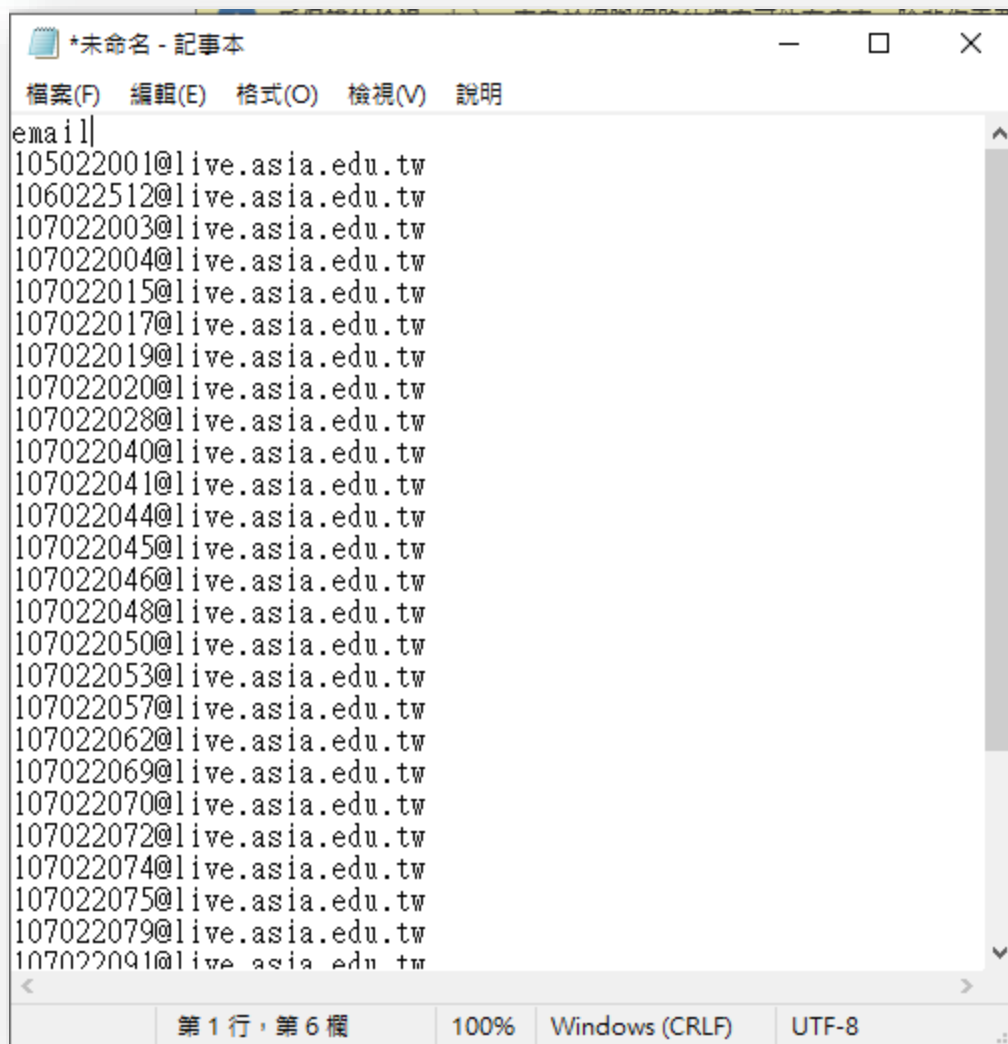 *未命名 - 記事本
檔案(F) 編輯(E) 格式(O) 檢視(V) 說明
email
105022001@live.asia.edu.tw
106022512@live.asia.edu.tw
107022003@live.asia.edu.tw
107022004@live.asia.edu.tw
107022015@live.asia.edu.tw
107022017@live.asia.edu.tw
107022019@live.asia.edu.tw
107022020@live.asia.edu.tw
107022028@live.asia.edu.tw
107022040@live.asia.edu.tw
107022041@live.asia.edu.tw
107022044@live.asia.edu.tw
107022045@live.asia.edu.tw
107022046@live.asia.edu.tw
107022048@live.asia.edu.tw
107022050@live.asia.edu.tw
107022053@live.asia.edu.tw
107022057@live.asia.edu.tw
107022062@live.asia.edu.tw
107022069@live.asia.edu.tw
107022070@live.asia.edu.tw
107022072@live.asia.edu.tw
107022074@live.asia.edu.tw
107022075@live.asia.edu.tw
107022079@live.asia.edu.tw
107022091@live.asia.edu.tw
第 1 行，第 6 欄 100% Windows (CRLF) UTF-8